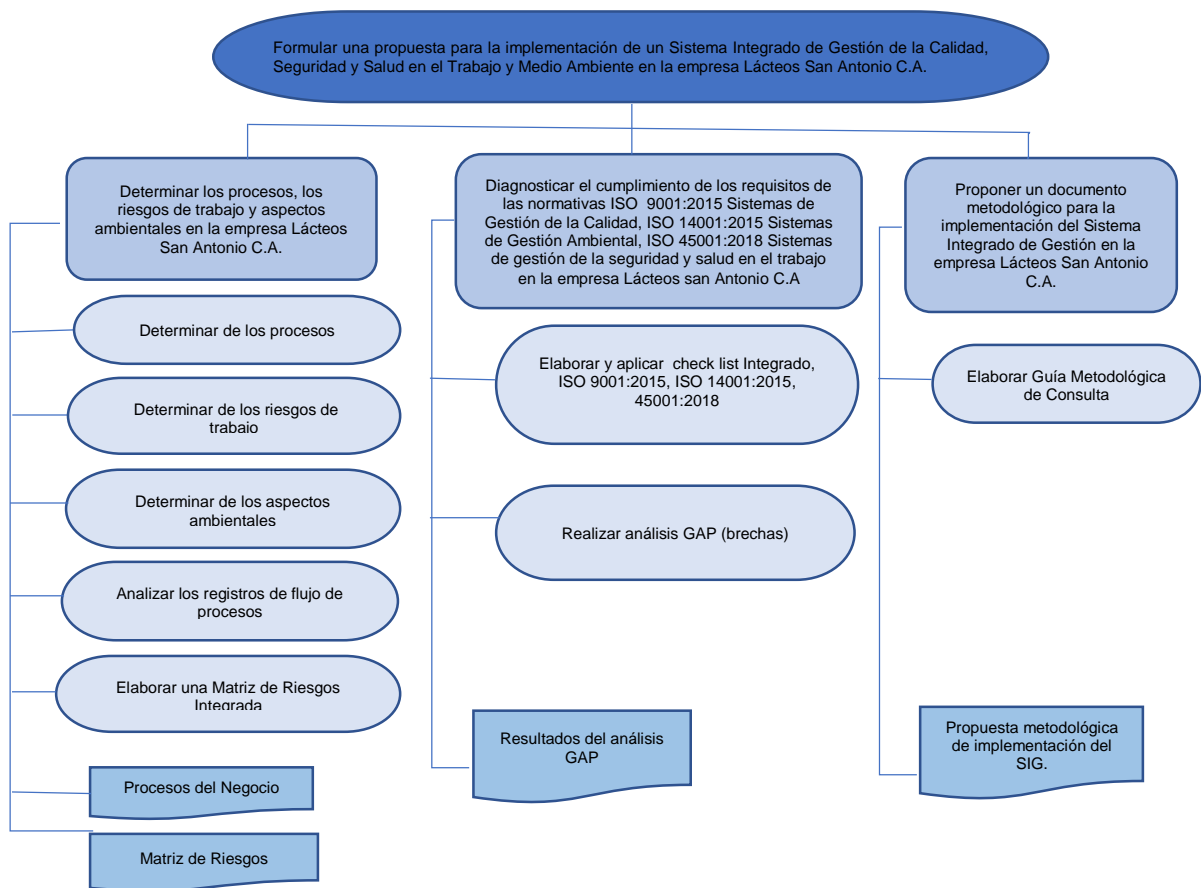 Formular una propuesta para la implementación de un Sistema Integrado de Gestión de la Calidad,
Seguridad y Salud en el Trabajo y Medio Ambiente en la empresa Lácteos San Antonio C.A.
Determinar los procesos, los
riesgos de trabajo y aspectos
ambientales en la empresa Lácteos
San Antonio C.A.
Determinar de los procesos
Determinar de los riesgos de
trabajo
Determinar de los aspectos
ambientales
Analizar los registros de flujo de
procesos
Elaborar una Matriz de Riesgos
Integrada
Procesos del Negocio
Matriz de Riesgos
Diagnosticar el cumplimiento de los requisitos de
las normativas ISO 9001:2015 Sistemas de
Gestión de la Calidad, ISO 14001:2015 Sistemas
de Gestión Ambiental, ISO 45001:2018 Sistemas
de gestión de la seguridad y salud en el trabajo
en la empresa Lácteos san Antonio C.A
Elaborar y aplicar check list Integrado,
ISO 9001:2015, ISO 14001:2015,
45001:2018
Realizar análisis GAP (brechas)
Resultados del análisis
GAP
Proponer un documento
metodológico para la
implementación del Sistema
Integrado de Gestión en la
empresa Lácteos San Antonio
C.A.
Elaborar Guía Metodológica
de Consulta
Propuesta metodológica
de implementación del
SIG.